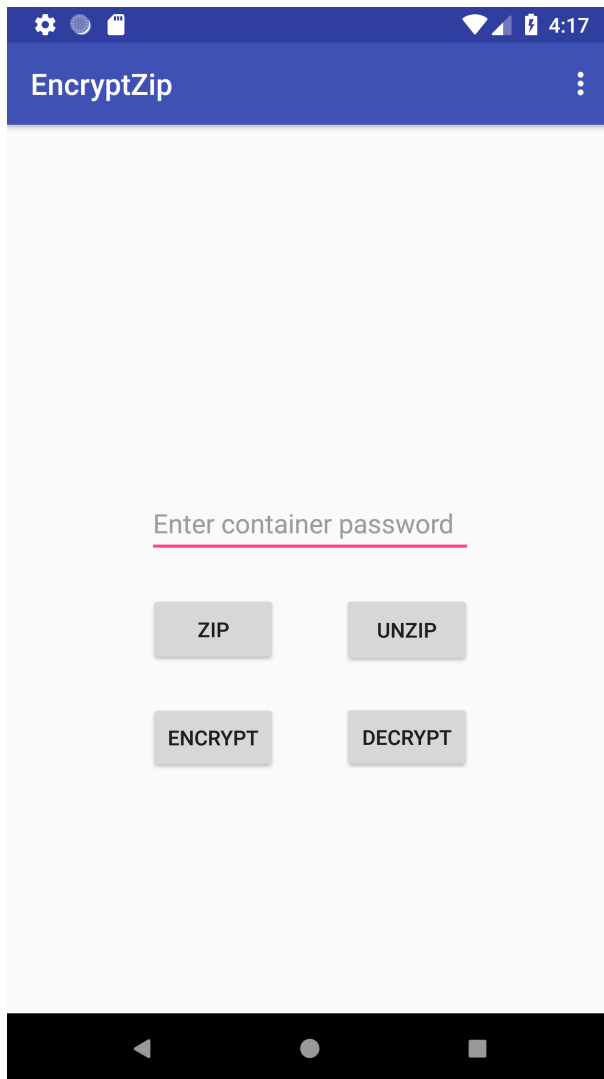 4:17
EncryptZip
Enter container password
ZIP UNZIP
ENCRYPT DECRYPT